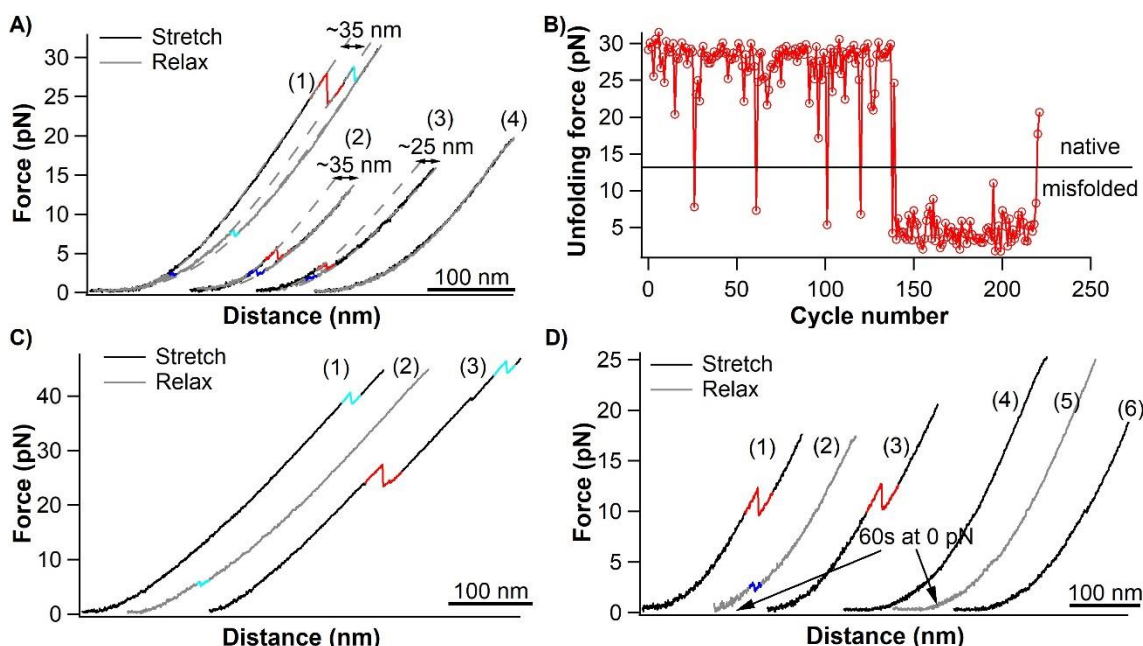 A)
Stretch
Relax
~35 nm
(1)
(2)
~35 nm
(3)
~25 nm
(4)
Force (pN)
30
25
20
15
10
5
0
100 nm
Distance (nm)
B)
Unfolding force (pN)
30
25
20
15
10
5
native
misfolded
0
50
100
150
200
250
Cycle number
C)
Stretch
Relax
(1)
(2)
(3)
Force (pN)
40
30
20
10
0
100 nm
Distance (nm)
D)
Stretch
Relax
(1)
(2)
(3)
(4)
(5)
(6)
60s at 0 pN
Force (pN)
25
20
15
10
5
0
100 nm
Distance (nm)